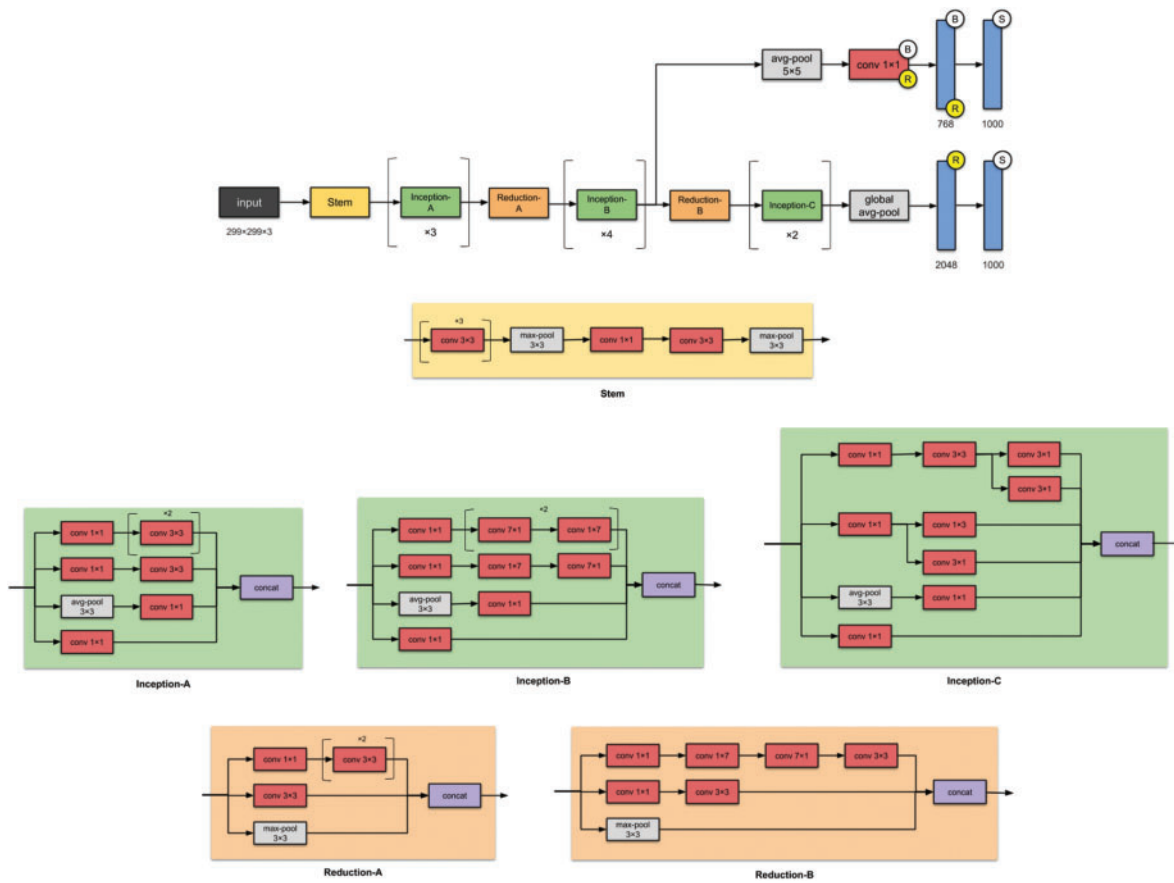 B
S
avg-pool
5×5
conv 1×1
R
R
768
1000
R
S
input
Stem
Inception-
A
Reduction-
A
Inception-
B
Reduction-
B
Inception-C
global
avg-pool
B
299×299×3
×3
×4
×2
2048
1000
×3
conv 3×3
max-pool
3×3
conv 1×1
conv 3×3
max-pool
3×3
Stem
×2
conv 1×1
conv 3×3
conv 1×1
conv 3×3
avg-pool
3×3
conv 1×1
conv 1×1
concat
Inception-A
×2
conv 1×1
conv 7×1
conv 1×7
conv 1×1
conv 1×7
conv 7×1
avg-pool
3×3
conv 1×1
conv 1×1
concat
Inception-B
conv 1×1
conv 3×3
conv 3×1
conv 3×1
conv 1×1
conv 1×3
conv 3×1
avg-pool
3×3
conv 1×1
conv 1×1
concat
Inception-C
×2
conv 1×1
conv 3×3
conv 3×3
max-pool
3×3
concat
Reduction-A
conv 1×1
conv 1×7
conv 7×1
conv 3×3
conv 1×1
conv 3×3
max-pool
3×3
concat
Reduction-B